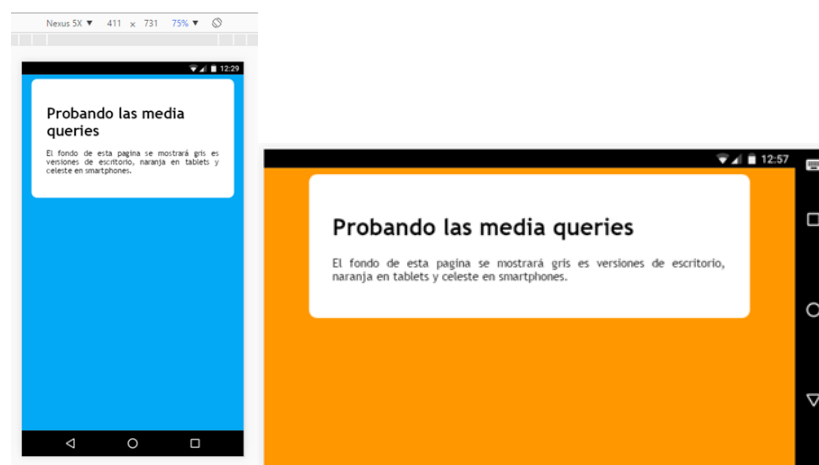 Nexus 5X ▼ 411 × 731 75% ▼
12:29
Probando las media
queries
El fondo de esta pagina se mostrará gris es
versiones de escritorio, naranja en tablets y
celeste en smartphones.
12:57
Probando las media queries
El fondo de esta pagina se mostrará gris es versiones de escritorio,
naranja en tablets y celeste en smartphones.